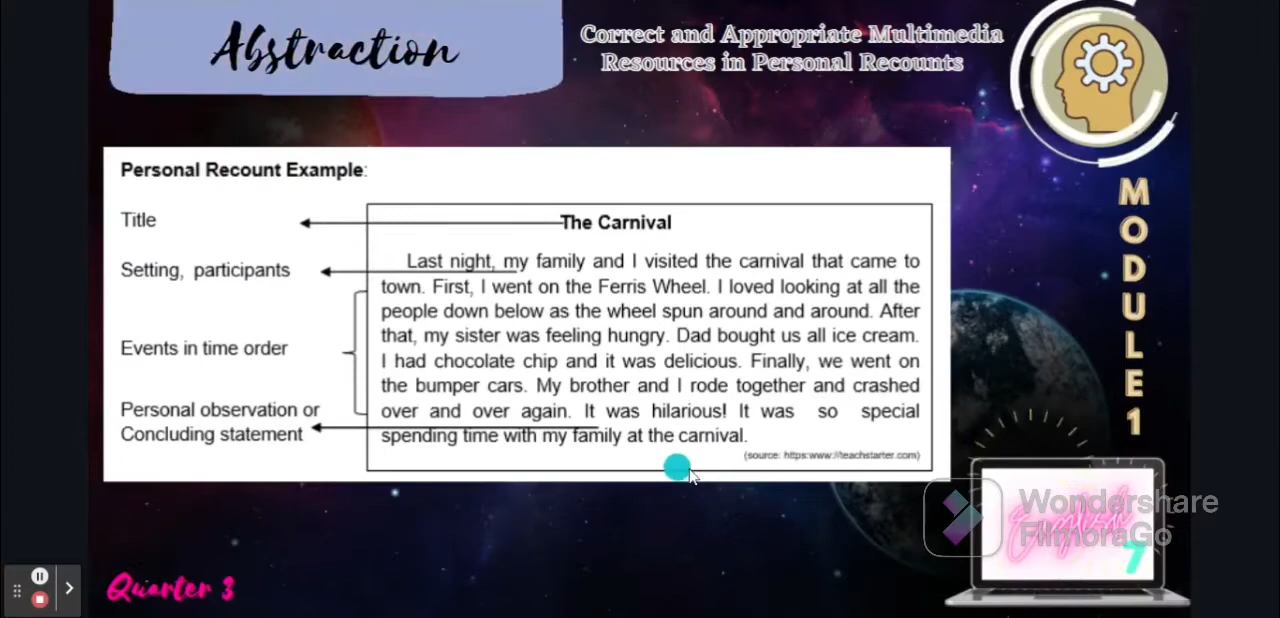 Abstraction
Correct and Appropriate Multimedia
Resources in Personal Recounts
Personal Recount Example:
Title
The Carnival
Setting, participants
Last night, my family and I visited the carnival that came to
town. First, I went on the Ferris Wheel. I loved looking at all the
people down below as the wheel spun around and around. After
that, my sister was feeling hungry. Dad bought us all ice cream.
I had chocolate chip and it was delicious. Finally, we went on
the bumper cars. My brother and I rode together and crashed
over and over again. It was hilarious! It was so special
spending time with my family at the carnival.
(source: https:www://teachstarter.com)
Events in time order
Personal observation or
Concluding statement
MODULE 1
Wondershare
FilmoraGo
English
7
Quarter 3